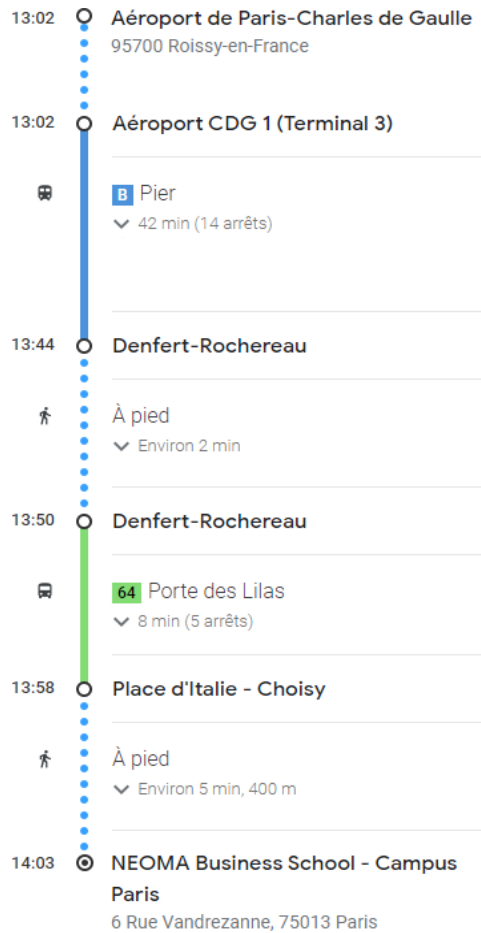 13:02 Aéroport de Paris-Charles de Gaulle
95700 Roissy-en-France
13:02 Aéroport CDG 1 (Terminal 3)
B Pier
42 min (14 arrêts)
13:44 Denfert-Rochereau
À pied
Environ 2 min
13:50 Denfert-Rochereau
64 Porte des Lilas
8 min (5 arrêts)
13:58 Place d'Italie - Choisy
À pied
Environ 5 min, 400 m
14:03 NEOMA Business School - Campus
Paris
6 Rue Vandrezanne, 75013 Paris